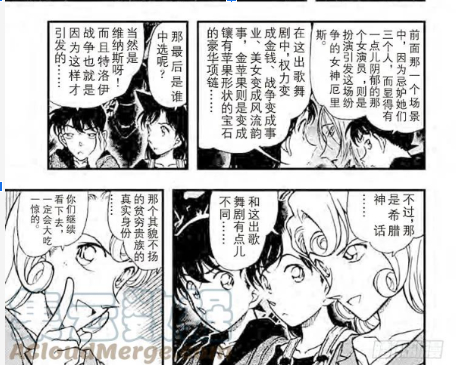 前面那一个场景
中，因为忌妒她们
三个人，而显得有
一点儿阴郁的那
个女演员，则是
扮演引发这场纷
争的女神厄里
斯。
在这出歌舞
剧中，权力变
成金钱、战争变成事
业、美女变成风流韵
事，金苹果则是变成
镶有苹果形状的宝石
的豪华项链……
那最后是谁
中选呢？
当然是
维纳斯呀！
而且特洛伊
战争也就是
因为这样才
引发的……
不过，那
是希腊
神话
……
和这出歌
舞剧有点儿
不同……
那个其貌不扬
的贫穷贵族的
真实身份
……
你们继续
看下去，
一定会大吃
一惊的。
AcloudMerge